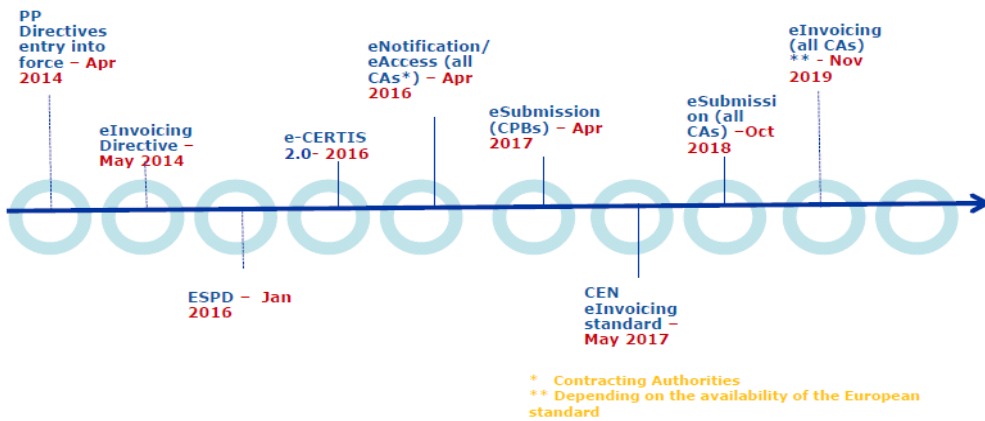 PP
Directives
entry into
force – Apr
2014
eInvoicing
Directive –
May 2014
ESPD – Jan
2016
e-CERTIS
2.0- 2016
eNotification/
eAccess (all
CAs*) – Apr
2016
eSubmission
(CPBs) – Apr
2017
CEN
eInvoicing
standard –
May 2017
eSubmissi
on (all
CAs) –Oct
2018
eInvoicing
(all CAs)
** - Nov
2019
* Contracting Authorities
** Depending on the availability of the European
standard